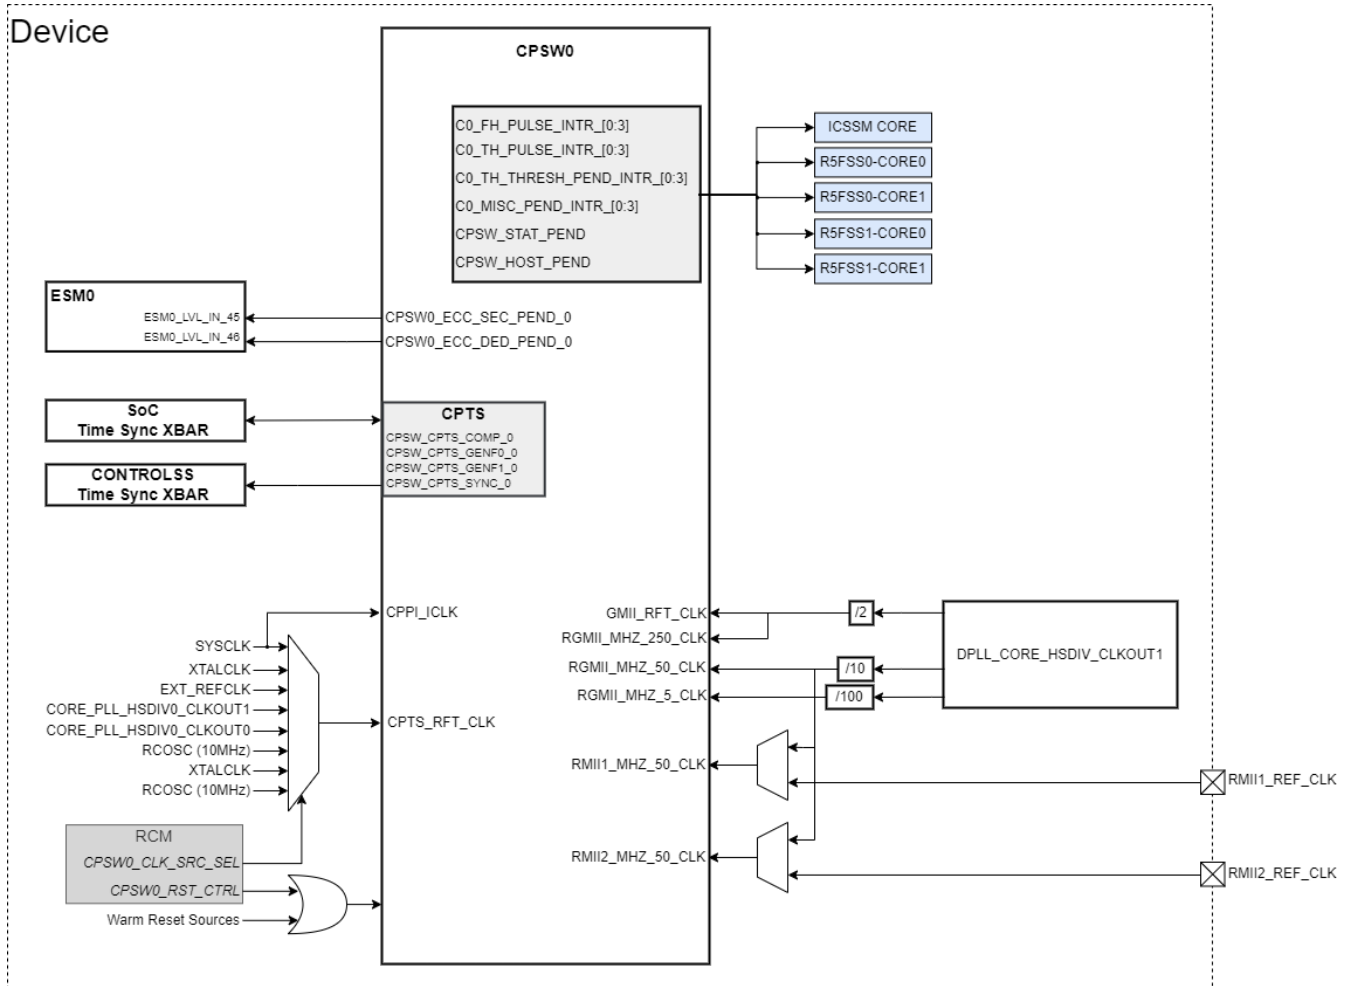 Device
CPSW0
C0_FH_PULSE_INTR_[0:3]
C0_TH_PULSE_INTR_[0:3]
C0_TH_THRESH_PEND_INTR_[0:3]
C0_MISC_PEND_INTR_[0:3]
CPSW_STAT_PEND
CPSW_HOST_PEND
ICSSM CORE
R5FSS0-CORE0
R5FSS0-CORE1
R5FSS1-CORE0
R5FSS1-CORE1
ESM0
ESM0_LVL_IN_45
ESM0_LVL_IN_46
CPSW0_ECC_SEC_PEND_0
CPSW0_ECC_DED_PEND_0
SoC
Time Sync XBAR
CONTROLSS
Time Sync XBAR
CPTS
CPSW_CPTS_COMP_0
CPSW_CPTS_GENF0_0
CPSW_CPTS_GENF1_0
CPSW_CPTS_SYNC_0
CPPI_ICLK
SYSCLK
XTALCLK
EXT_REFCLK
CORE_PLL_HSDIV0_CLKOUT1
CORE_PLL_HSDIV0_CLKOUT0
RCOSC (10MHz)
XTALCLK
RCOSC (10MHz)
CPTS_RFT_CLK
RCM
CPSW0_CLK_SRC_SEL
CPSW0_RST_CTRL
Warm Reset Sources
GMII_RFT_CLK
RGMII_MHZ_250_CLK
RGMII_MHZ_50_CLK
RGMII_MHZ_5_CLK
RMII1_MHZ_50_CLK
RMII2_MHZ_50_CLK
/2
/10
/100
DPLL_CORE_HSDIV_CLKOUT1
RMII1_REF_CLK
RMII2_REF_CLK